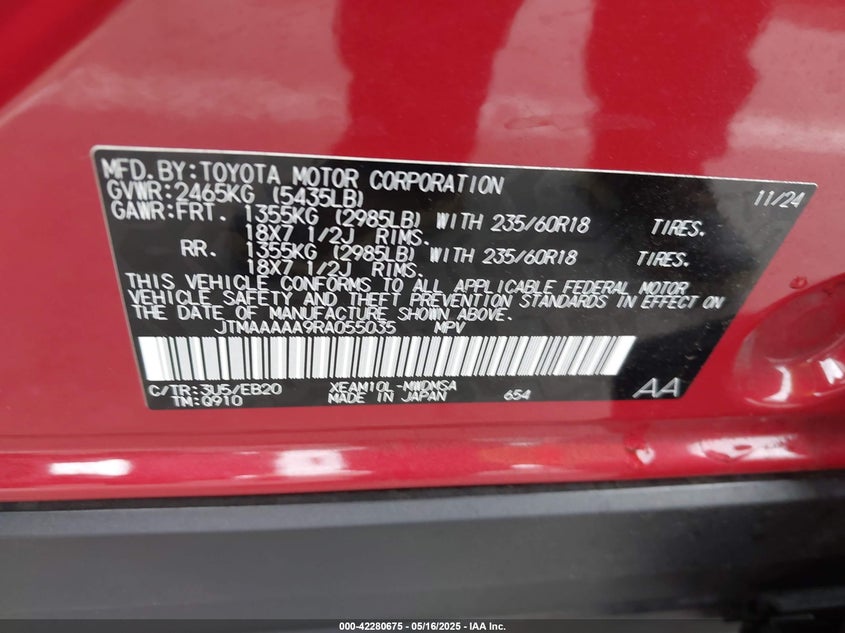 MFD.BY:TOYOTA MOTOR CORPORATION 11/24
GVWR:2465KG (5435LB)
GAWR:FRT. 1355KG (2985LB) WITH 235/60R18 TIRES.
18X7 1/2J RIMS.
RR. 1355KG (2985LB) WITH 235/60R18 TIRES.
18X7 1/2J RIMS.
THIS VEHICLE CONFORMS TO ALL APPLICABLE FEDERAL MOTOR
VEHICLE SAFETY AND THEFT PREVENTION STANDARDS IN EFFECT ON
THE DATE OF MANUFACTURE SHOWN ABOVE.
JTMAAAAA9RA055035 MPV
C/TR:3U5/EB20 XEAM10L-MWDMSA
TM:Q910 MADE IN JAPAN 654 AA
000-42280675 - 05/16/2025 - IAA Inc.